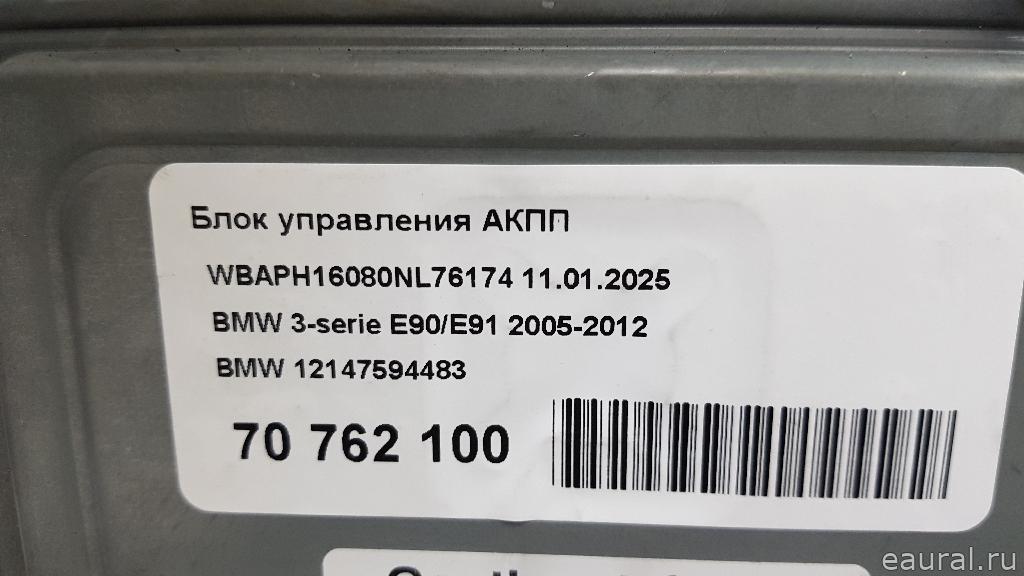 Блок управления АКПП
WBAPH16080NL76174 11.01.2025
BMW 3-serie E90/E91 2005-2012
BMW 12147594483
70 762 100
eaural.ru